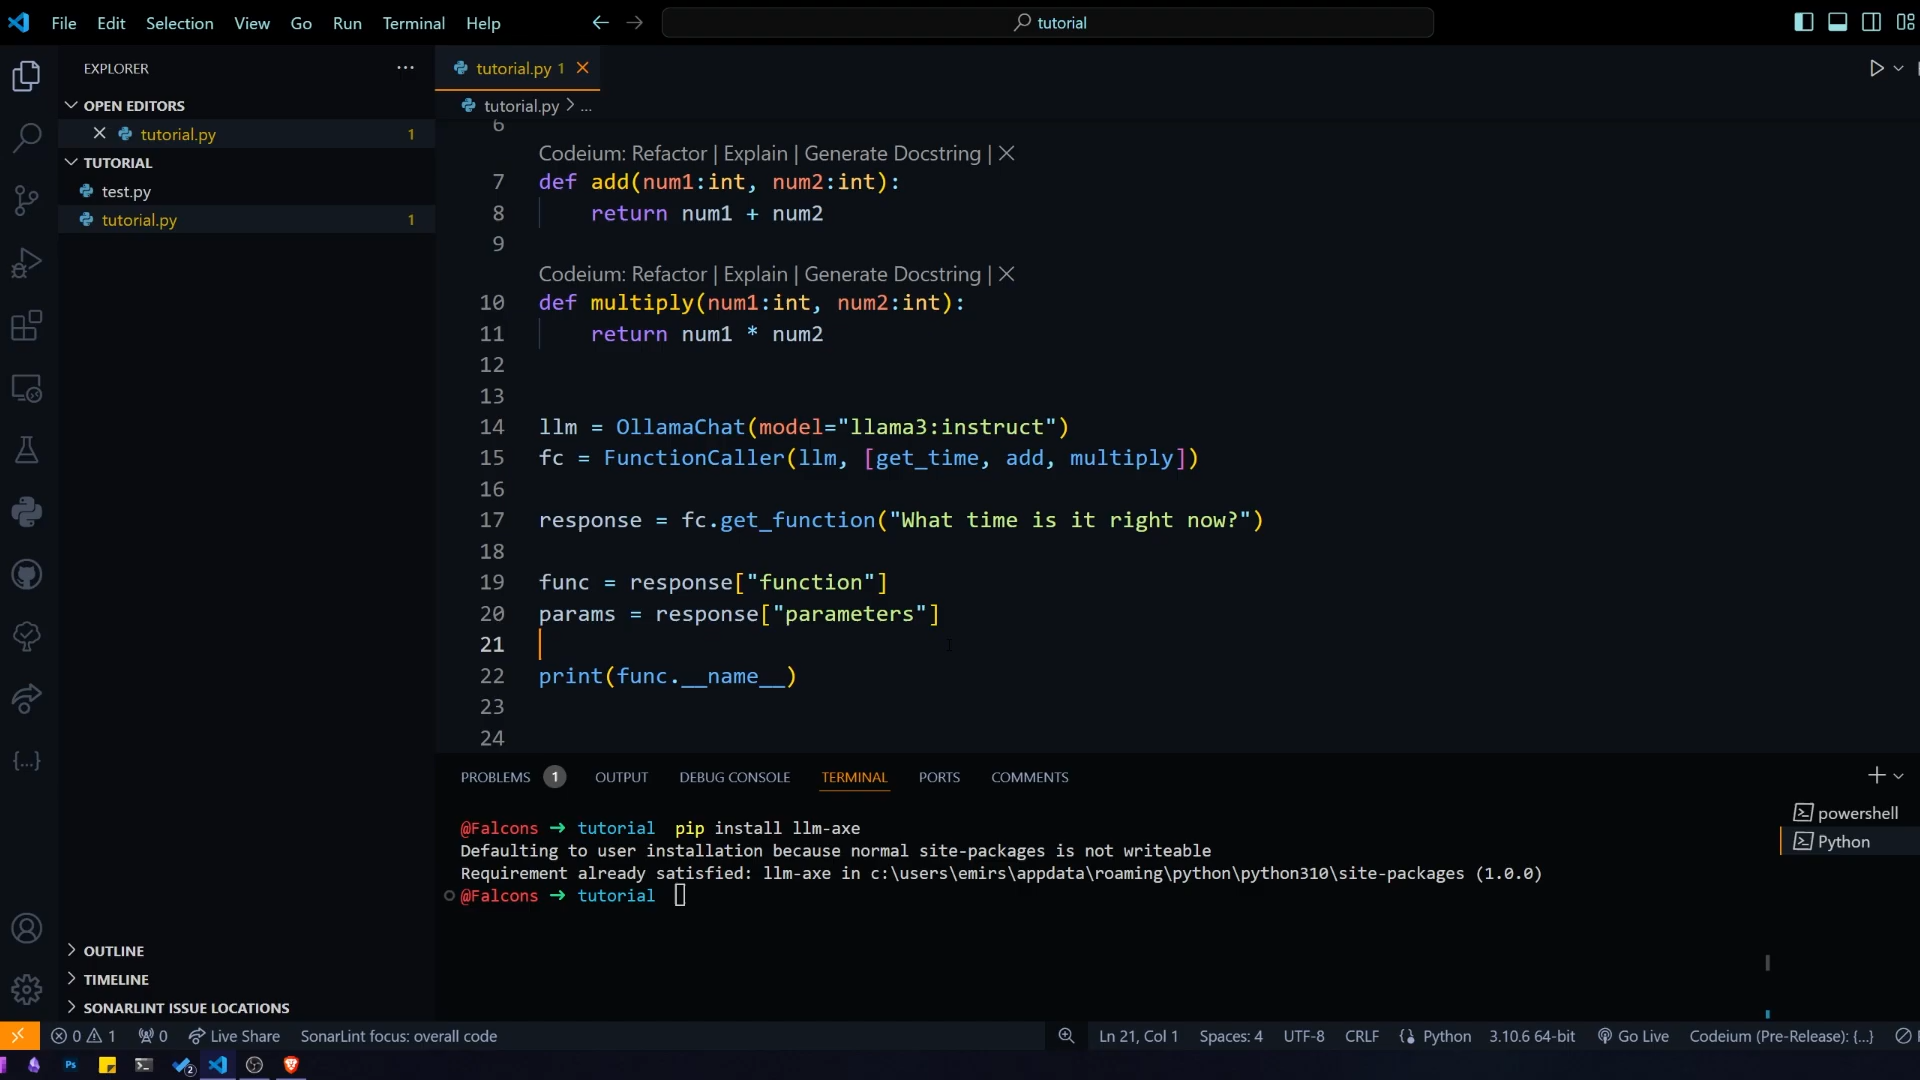 File Edit Selection View Go Run Terminal Help
tutorial
EXPLORER
OPEN EDITORS
tutorial.py 1
TUTORIAL
test.py
tutorial.py 1
OUTLINE
TIMELINE
SONARLINT ISSUE LOCATIONS
tutorial.py 1
tutorial.py > ...
6
Codeium: Refactor | Explain | Generate Docstring |
7 def add(num1:int, num2:int):
8 return num1 + num2
9
Codeium: Refactor | Explain | Generate Docstring |
10 def multiply(num1:int, num2:int):
11 return num1 * num2
12
13
14 llm = OllamaChat(model="llama3:instruct")
15 fc = FunctionCaller(llm, [get_time, add, multiply])
16
17 response = fc.get_function("What time is it right now?")
18
19 func = response["function"]
20 params = response["parameters"]
21
22 print(func.__name__)
23
24
PROBLEMS 1 OUTPUT DEBUG CONSOLE TERMINAL PORTS COMMENTS
@Falcons → tutorial pip install llm-axe
Defaulting to user installation because normal site-packages is not writeable
Requirement already satisfied: llm-axe in c:\users\emirs\appdata\roaming\python\python310\site-packages (1.0.0)
@Falcons → tutorial
powershell
Python
0 1 0 Live Share SonarLint focus: overall code Ln 21, Col 1 Spaces: 4 UTF-8 CRLF Python 3.10.6 64-bit Go Live Codeium (Pre-Release): {...}
Ps 2